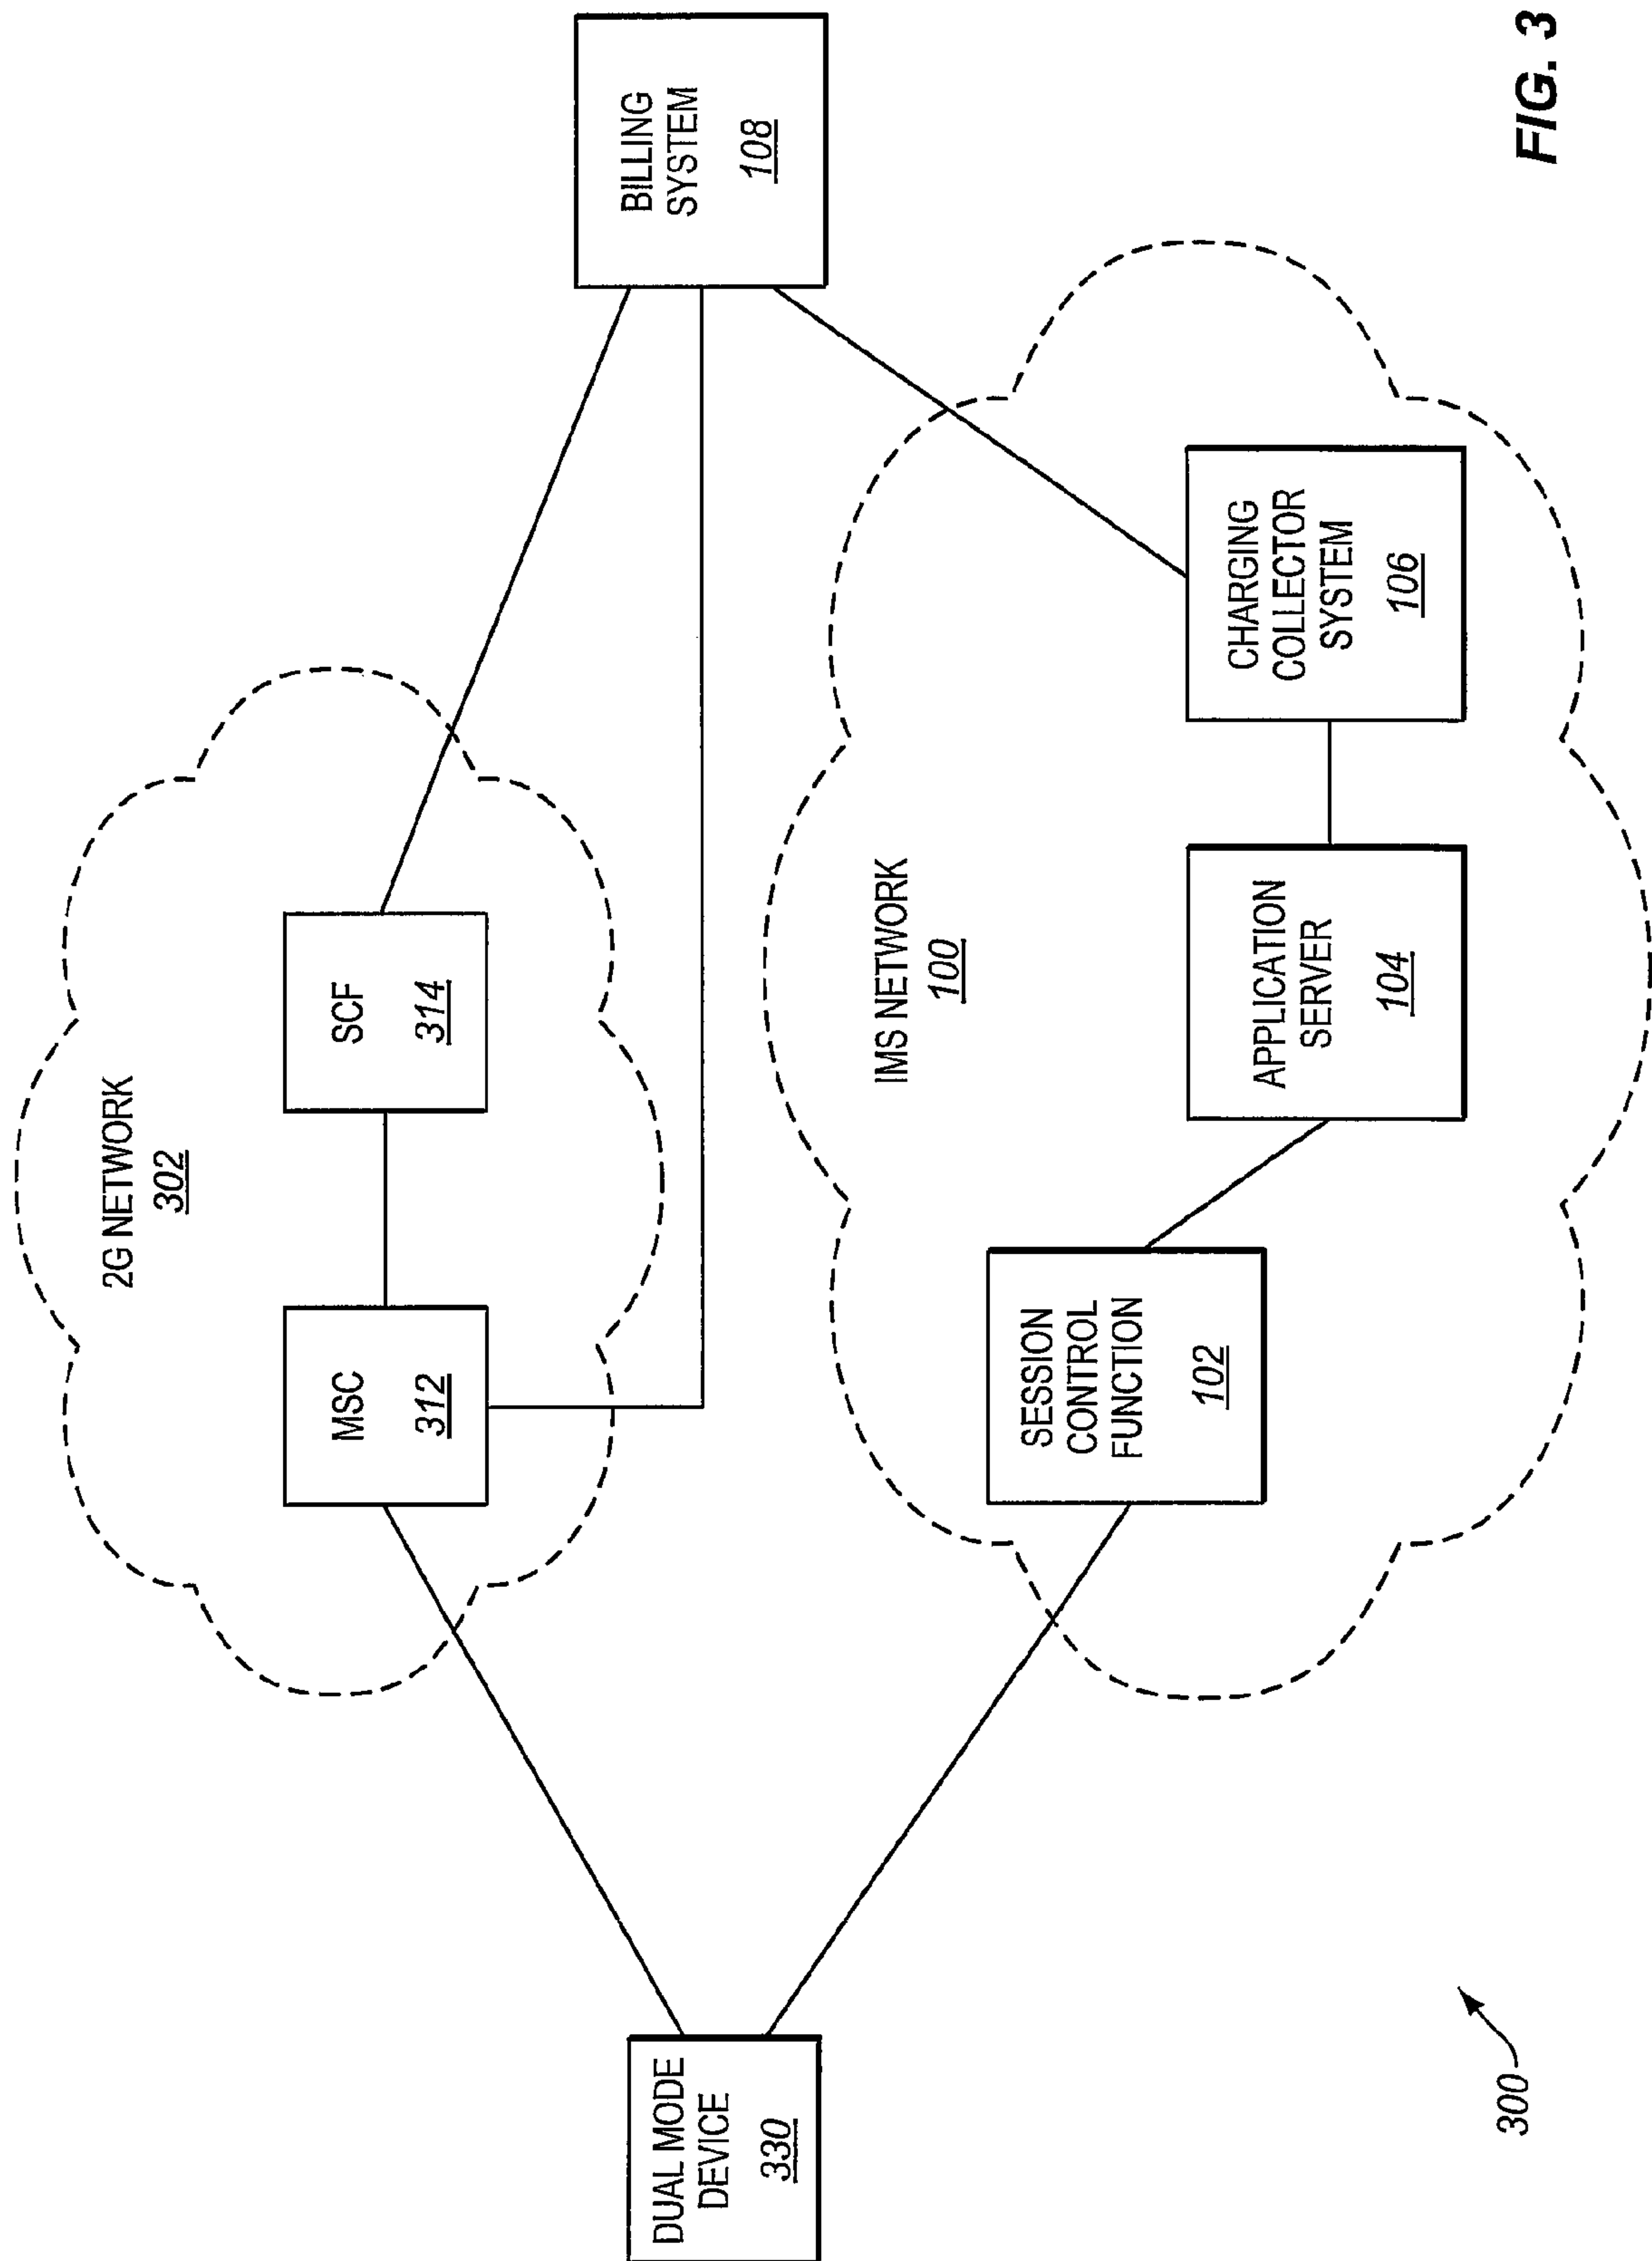 2G NETWORK
302
MSC
312
SCF
314
BILLING
SYSTEM
108
DUAL MODE
DEVICE
330
IMS NETWORK
100
SESSION
CONTROL
FUNCTION
102
APPLICATION
SERVER
104
CHARGING
COLLECTOR
SYSTEM
106
300
FIG. 3